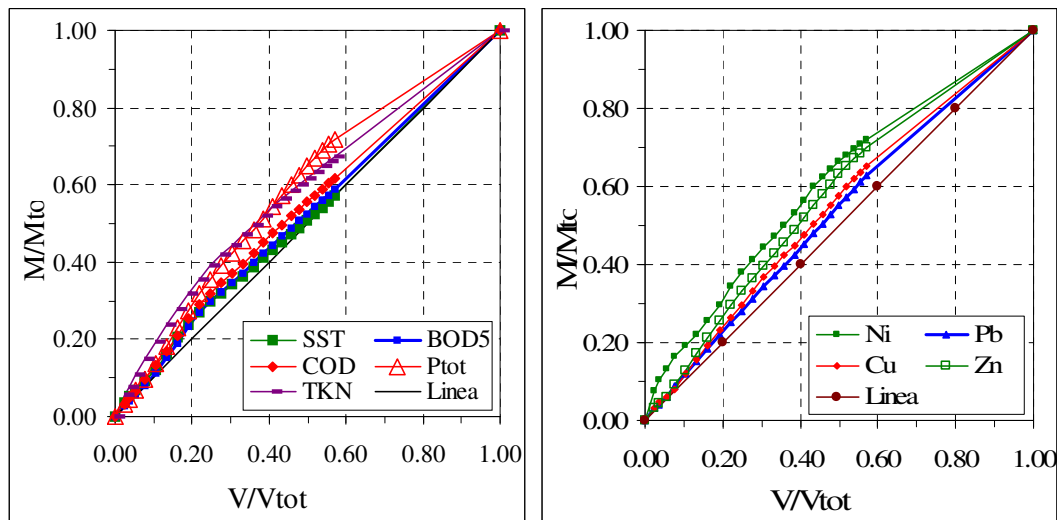 1.00
0.80
0.60
0.40
0.20
0.00
M/Mto
0.00 0.20 0.40 0.60 0.80 1.00
V/Vtot
SST BOD5
COD Ptot
TKN Linea
1.00
0.80
0.60
0.40
0.20
0.00
M/Mtc
0.00 0.20 0.40 0.60 0.80 1.00
V/Vtot
Ni Pb
Cu Zn
Linea